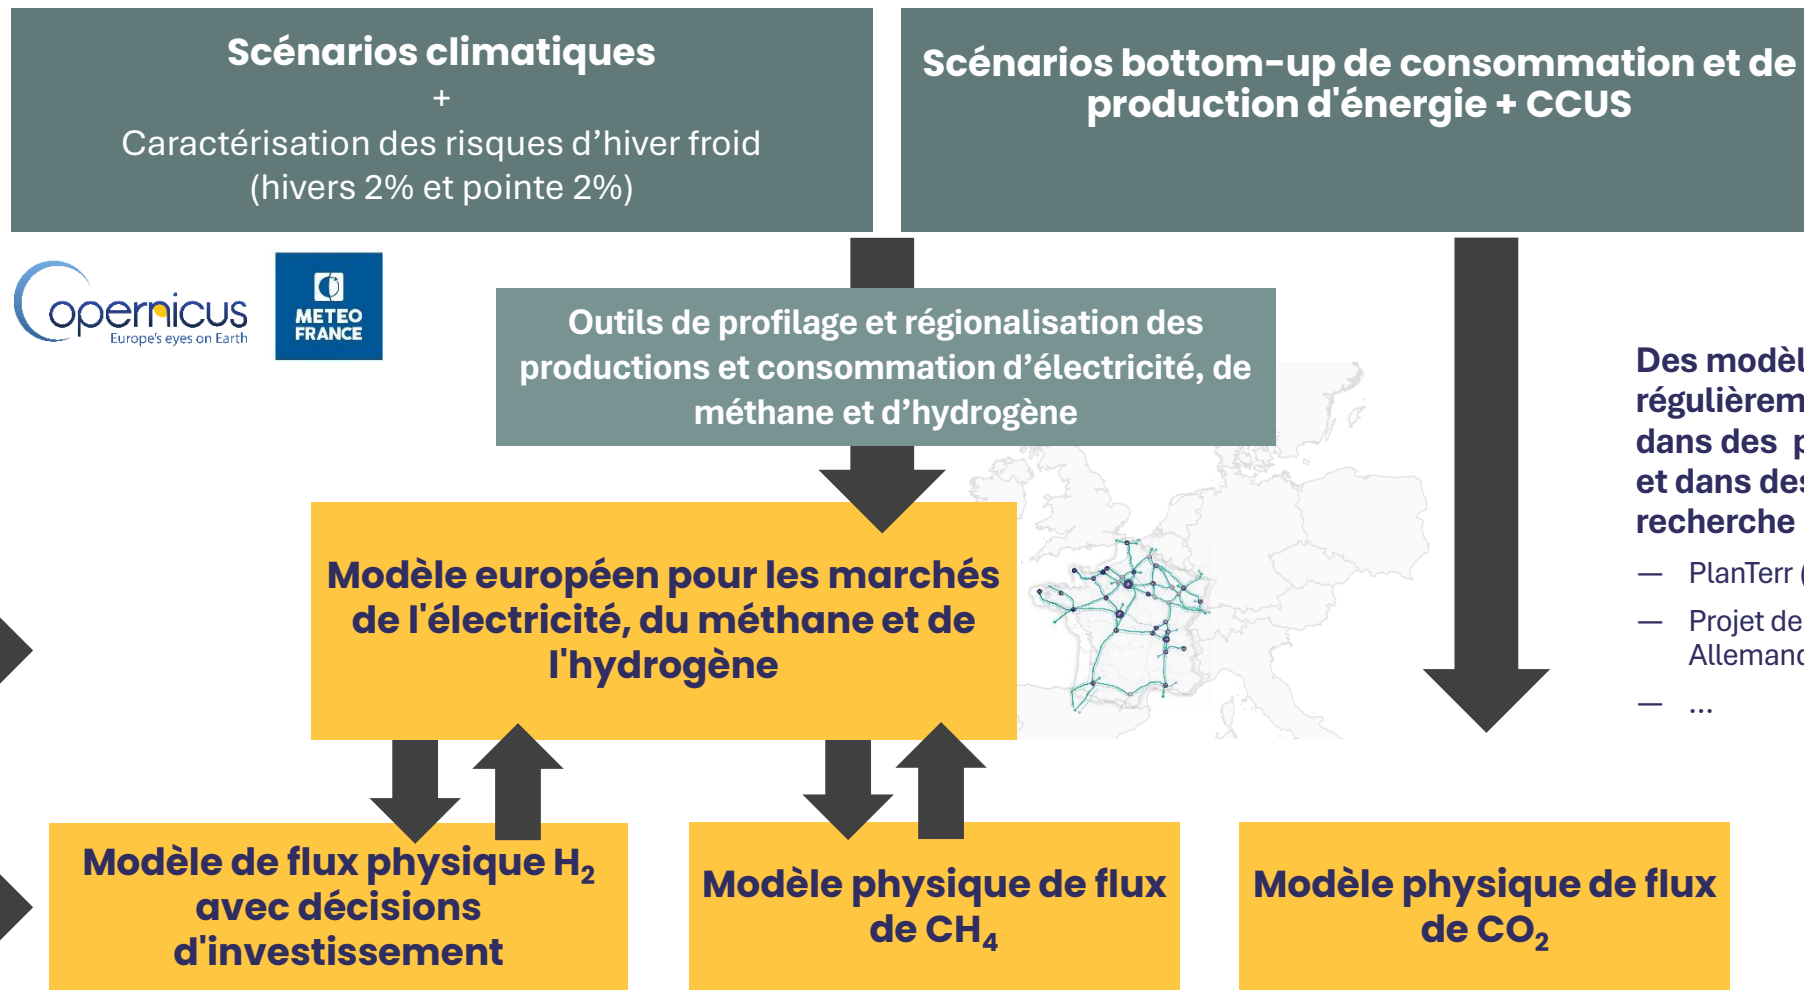 Scénarios climatiques
+
Caractérisation des risques d’hiver froid
(hivers 2% et pointe 2%)
Scénarios bottom-up de consommation et de
production d'énergie + CCUS
opernicus
Europe's eyes on Earth
METEO
FRANCE
Outils de profilage et régionalisation des
productions et consommation d’électricité, de
méthane et d’hydrogène
Des modèl
régulièrem
dans des p
et dans des
recherche
— PlanTerr (
— Projet de
Allemand
— ...
Modèle européen pour les marchés
de l'électricité, du méthane et de
l'hydrogène
Modèle de flux physique H₂
avec décisions
d'investissement
Modèle physique de flux
de CH₄
Modèle physique de flux
de CO₂